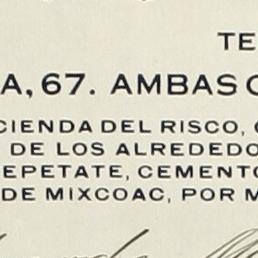 TE
A, 67. AMBAS
CIENDA DEL RISCO,
DE LOS ALREDEDO
EPETATE, CEMENTO
DE MIXCOAC, POR M